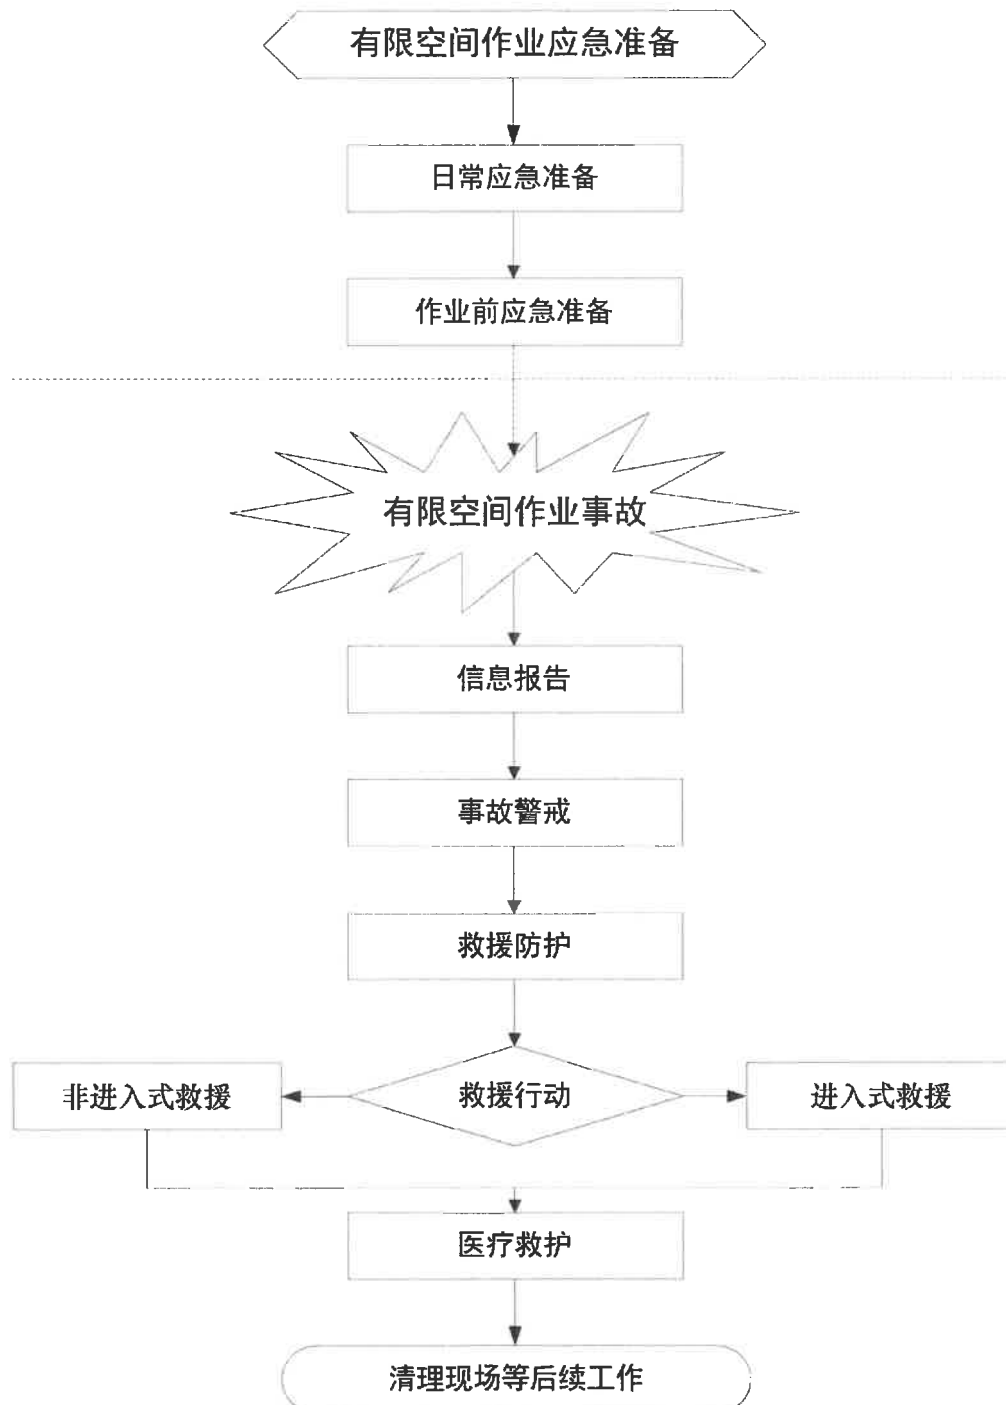 有限空间作业应急准备
日常应急准备
作业前应急准备
有限空间作业事故
信息报告
事故警戒
救援防护
非进入式救援
救援行动
进入式救援
医疗救护
清理现场等后续工作